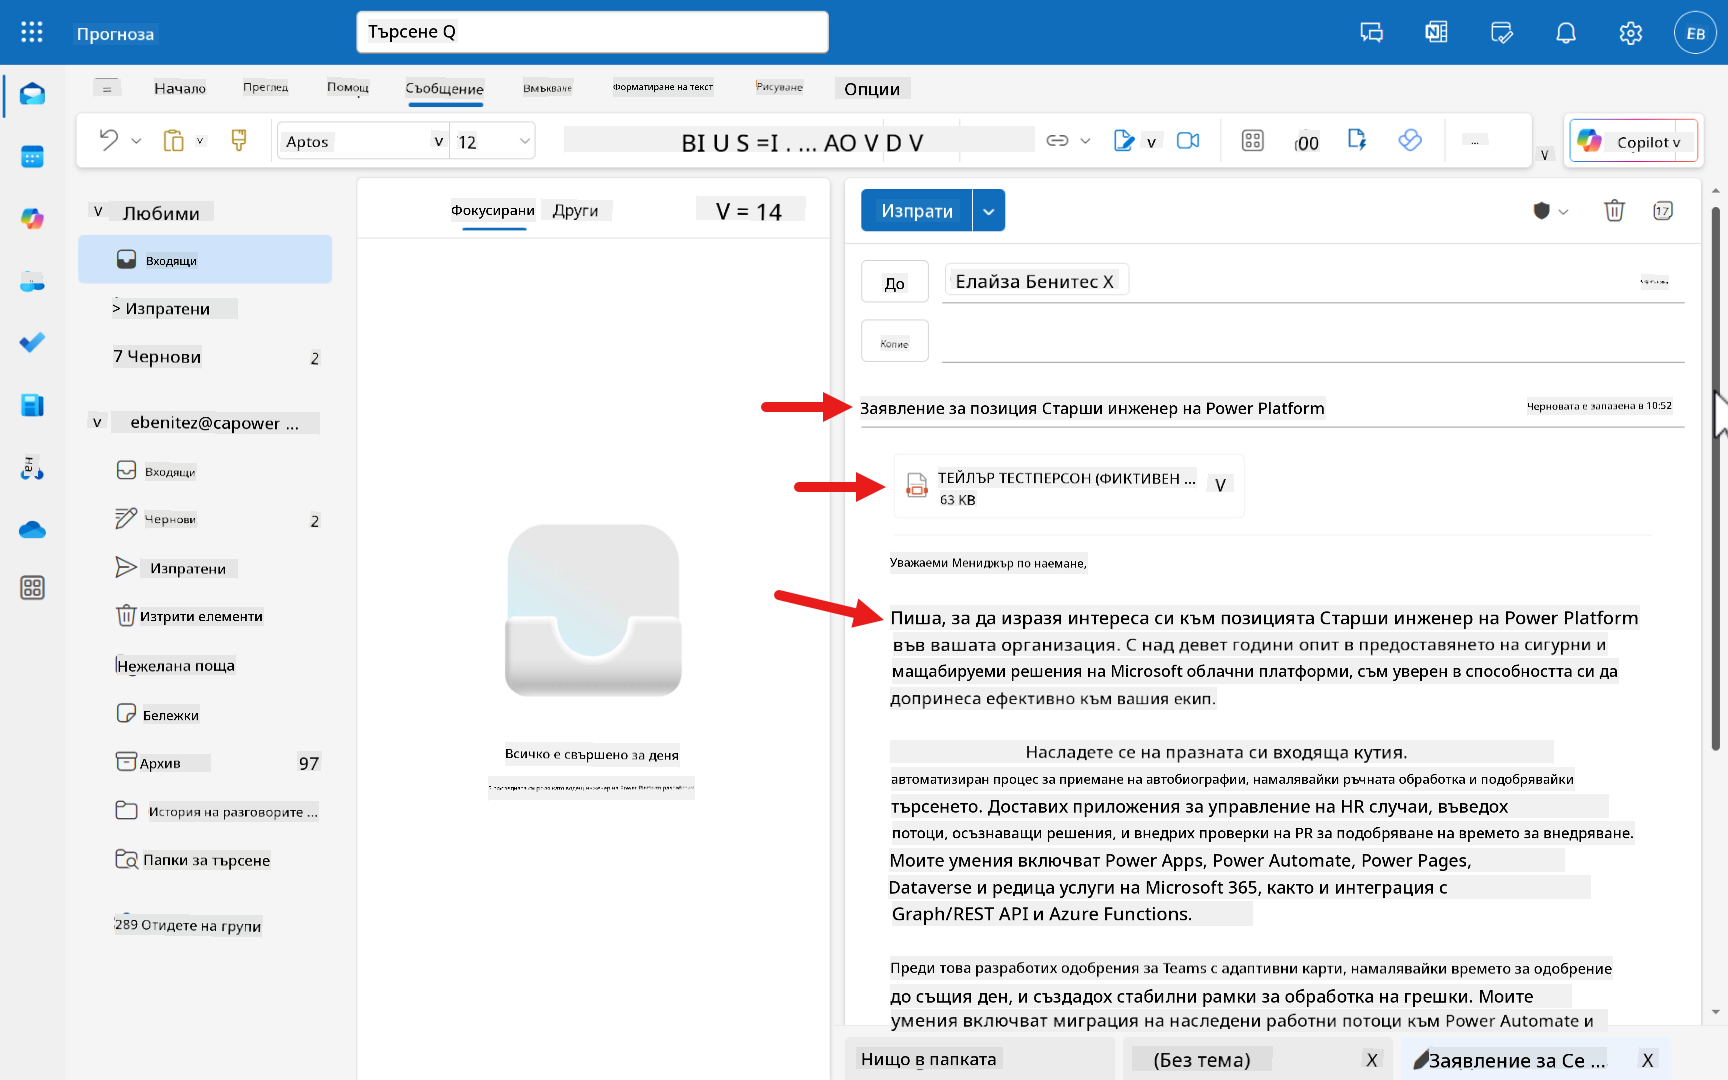 Прогноза
Търсене Q
EB
=
Начало
Преглед
Помощ
Съобщение
Вмъкване
Форматиране на текст
Рисуване
Опции
v
Aptos
v
12
BI U S =I . ... AO V D V
v
(00
...
v
Copilot v
v
Любими
Входящи
> Изпратени
7 Чернови
2
v
ebenitez@capower ...
Входящи
Чернови
2
Изпратени
Изтрити елементи
Нежелана поща
Бележки
Архив
97
История на разговорите ...
Папки за търсене
289 Отидете на групи
Фокусирани
Други
V = 14
Всичко е свършено за деня
Изпрати
17
До
Елайза Бенитес X
Копие
Заявление за позиция Старши инженер на Power Platform
Черновата е запазена в 10:52
ТЕЙЛЪР ТЕСТПЕРСОН (ФИКТИВЕН ...
63 KB
V
Уважаеми Мениджър по наемане,
Пиша, за да изразя интереса си към позицията Старши инженер на Power Platform
във вашата организация. С над девет години опит в предоставянето на сигурни и
мащабируеми решения на Microsoft облачни платформи, съм уверен в способността си да
допринеса ефективно към вашия екип.
Насладете се на празната си входяща кутия.
автоматизиран процес за приемане на автобиографии, намалявайки ръчната обработка и подобрявайки
търсенето. Доставих приложения за управление на HR случаи, въведох
потоци, осъзнаващи решения, и внедрих проверки на PR за подобряване на времето за внедряване.
Моите умения включват Power Apps, Power Automate, Power Pages,
Dataverse и редица услуги на Microsoft 365, както и интеграция с
Graph/REST API и Azure Functions.
Преди това разработих одобрения за Teams с адаптивни карти, намалявайки времето за одобрение
до същия ден, и създадох стабилни рамки за обработка на грешки. Моите
умения включват миграция на наследени работни потоци към Power Automate и
Нищо в папката
(Без тема)
X
Заявление за Се ...
X